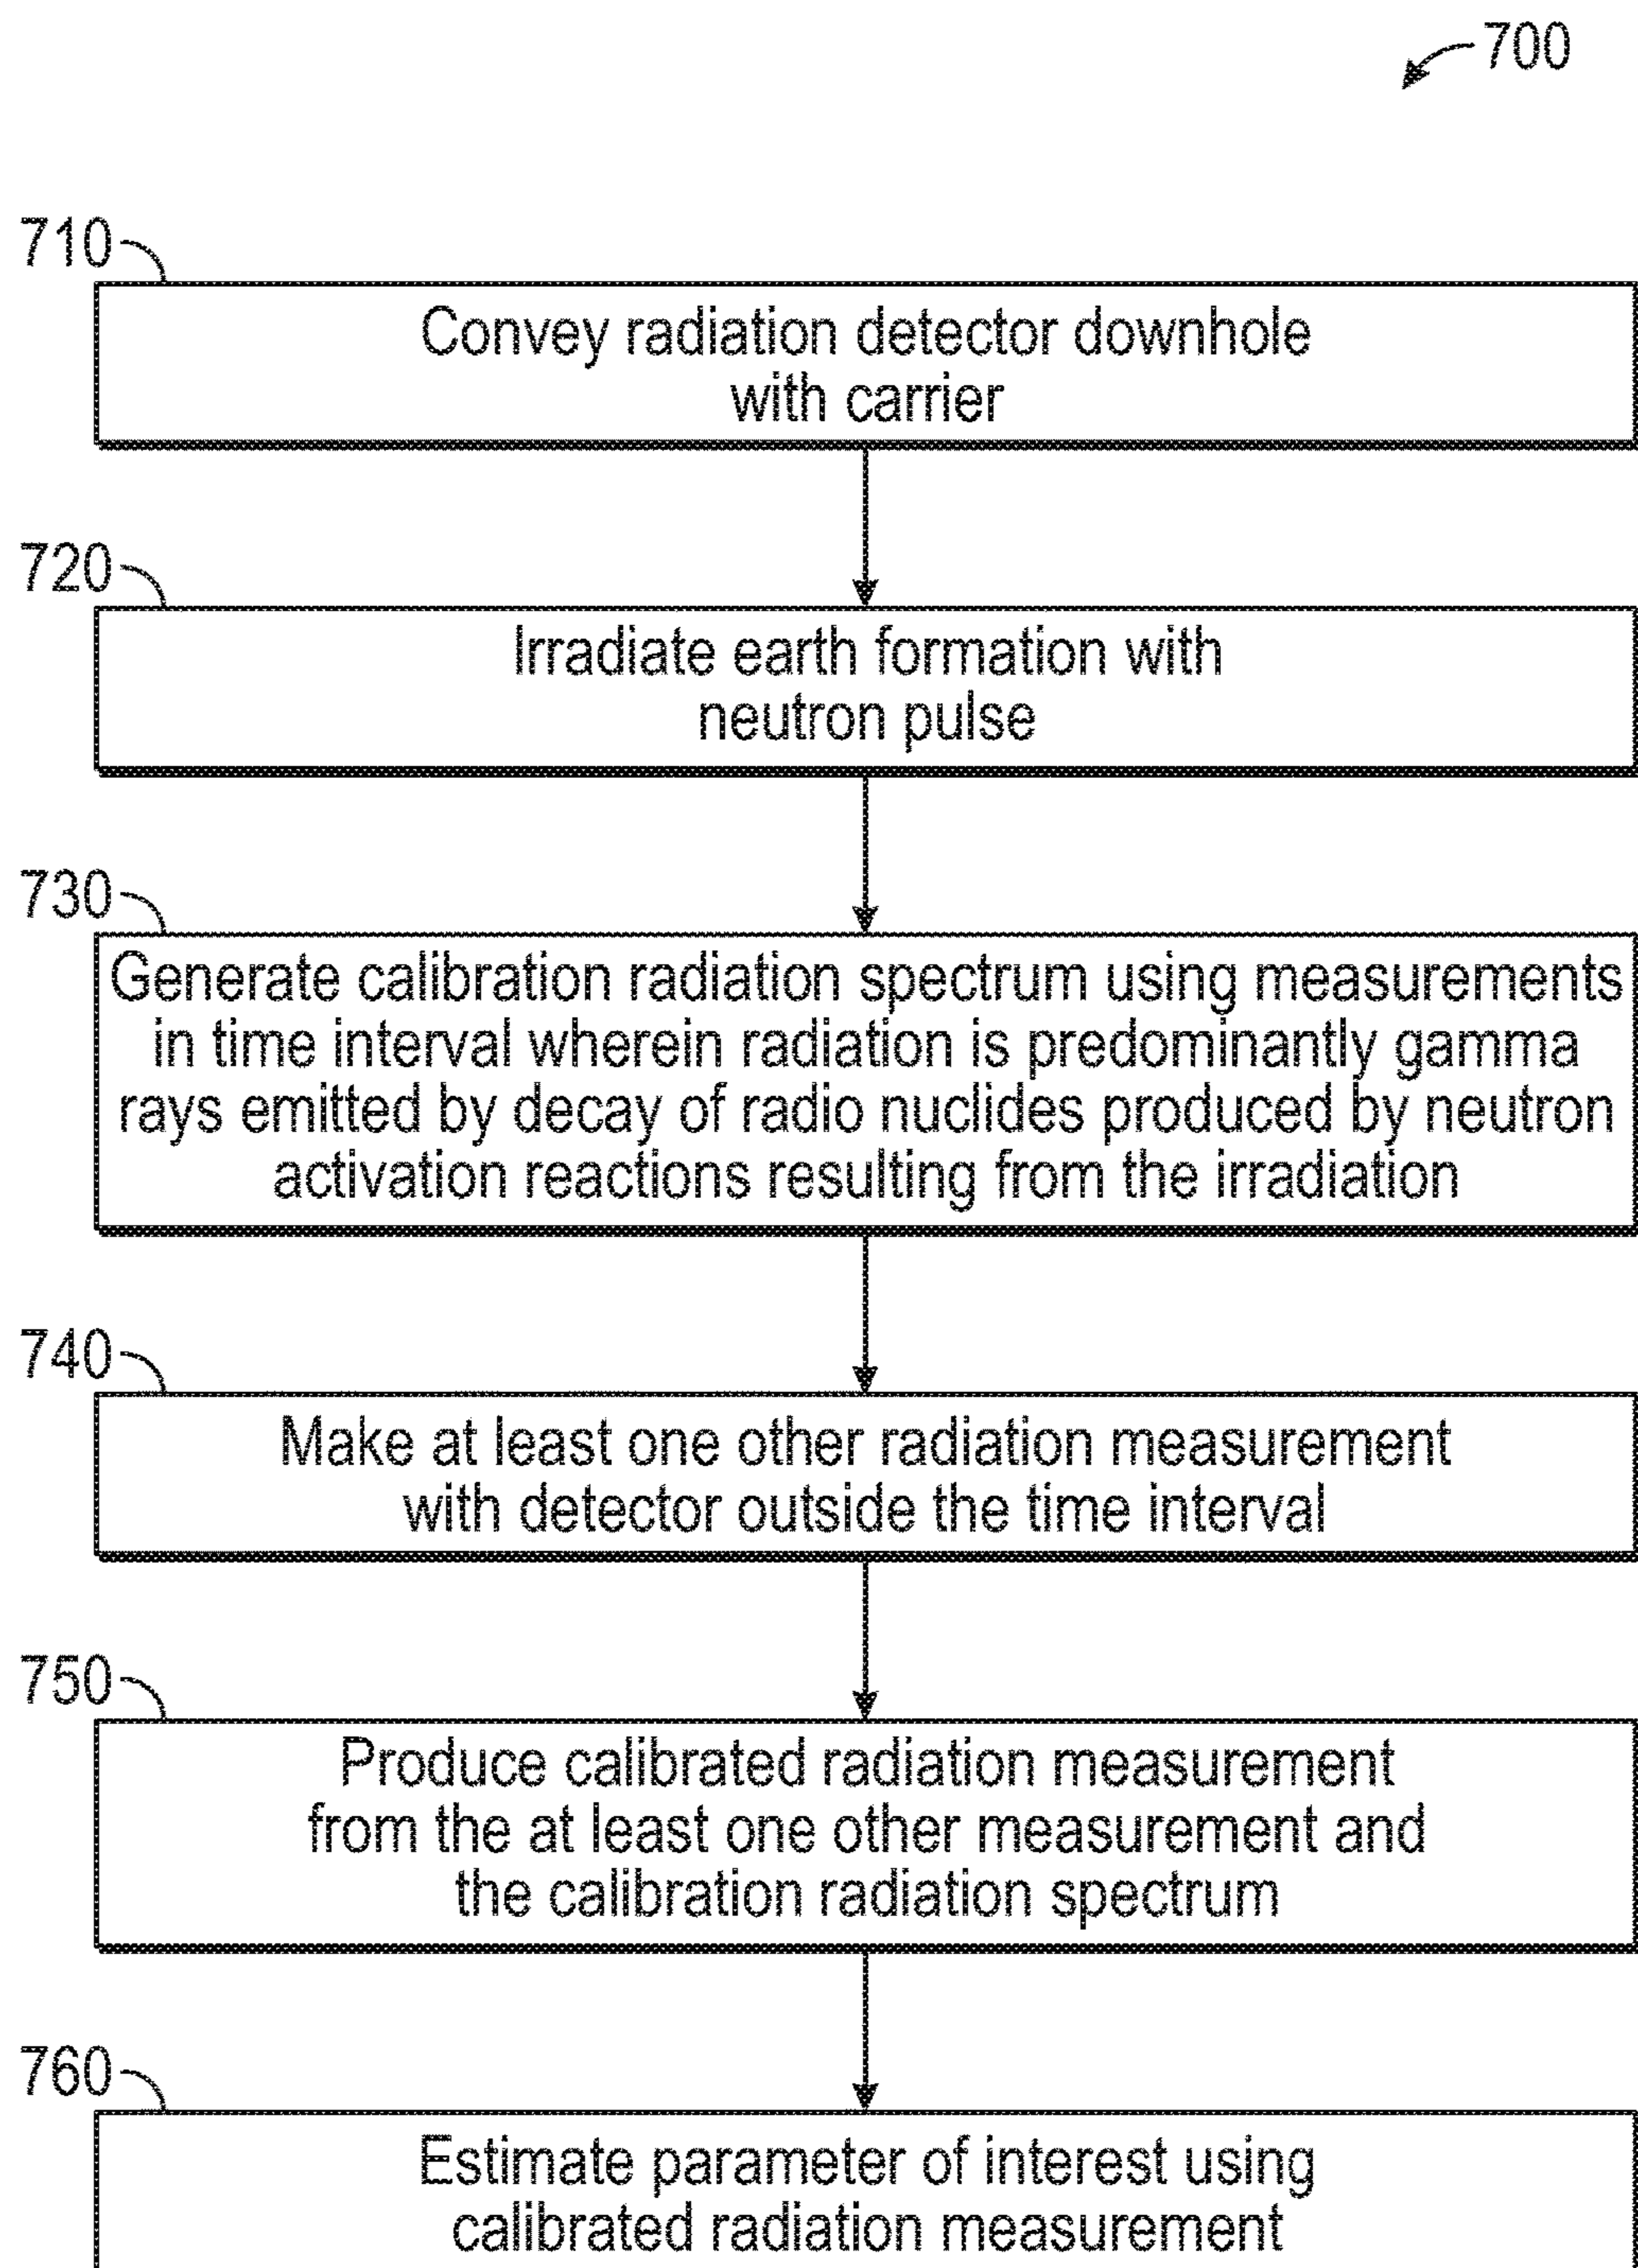 700
710
Convey radiation detector downhole
with carrier
720
Irradiate earth formation with
neutron pulse
730
Generate calibration radiation spectrum using measurements
in time interval wherein radiation is predominantly gamma
rays emitted by decay of radio nuclides produced by neutron
activation reactions resulting from the irradiation
740
Make at least one other radiation measurement
with detector outside the time interval
750
Produce calibrated radiation measurement
from the at least one other measurement and
the calibration radiation spectrum
760
Estimate parameter of interest using
calibrated radiation measurement